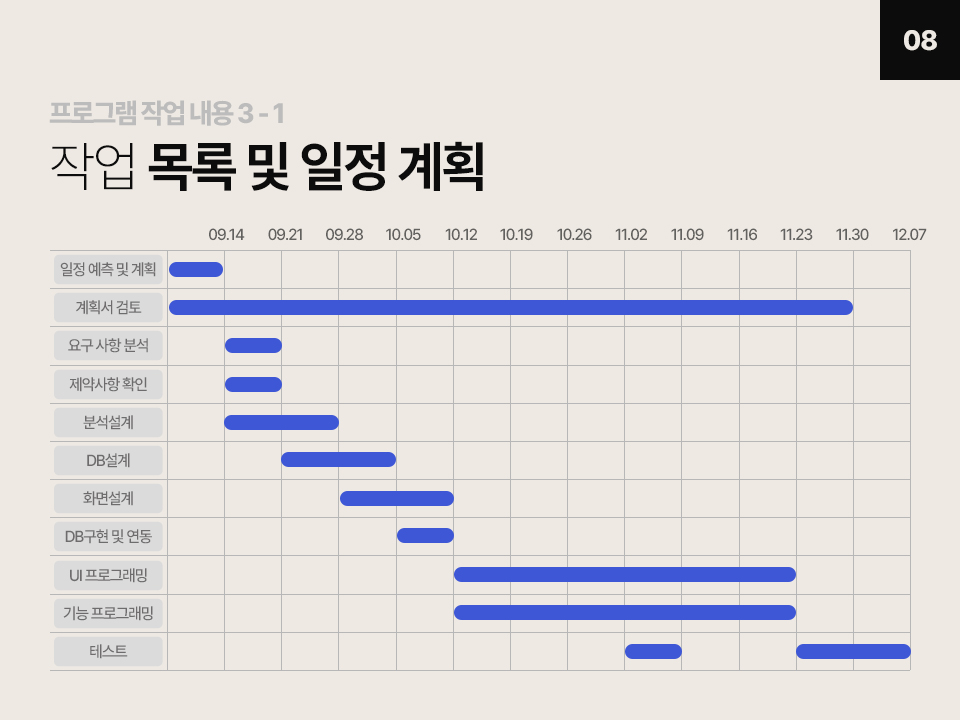 08
프로그램 작업 내용 3 - 1
작업 목록 및 일정 계획
09.14 09.21 09.28 10.05 10.12 10.19 10.26 11.02 11.09 11.16 11.23 11.30 12.07
일정 예측 및 계획
계획서 검토
요구 사항 분석
제약사항 확인
분석설계
DB설계
화면설계
DB구현 및 연동
UI 프로그래밍
기능 프로그래밍
테스트